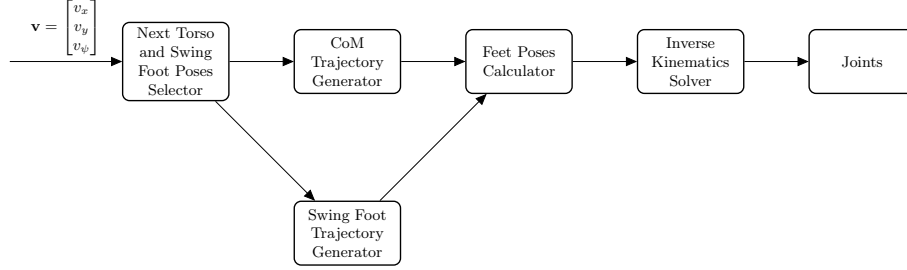 v = [v_x
v_y
v_ψ]
Next Torso
and Swing
Foot Poses
Selector
CoM
Trajectory
Generator
Feet Poses
Calculator
Inverse
Kinematics
Solver
Joints
Swing Foot
Trajectory
Generator